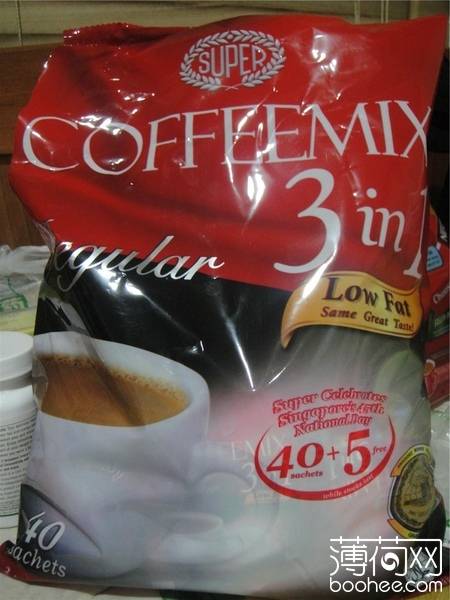 SUPER
COFFEEMIX
3 in 1
Regular
Low Fat
Same Great Taste!
Super Celebrates
Singapore's 45th
National Day
40 + 5 free
sachets
while stocks last
40
sachets
薄荷网
boohee.com